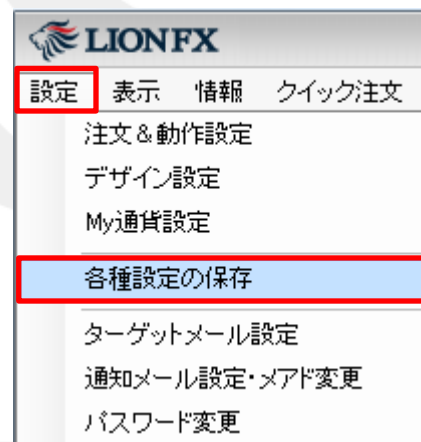 LION FX
設定 表示 情報 クイック注文
注文＆動作設定
デザイン設定
My通貨設定
各種設定の保存
ターゲットメール設定
通知メール設定・メアド変更
パスワード変更